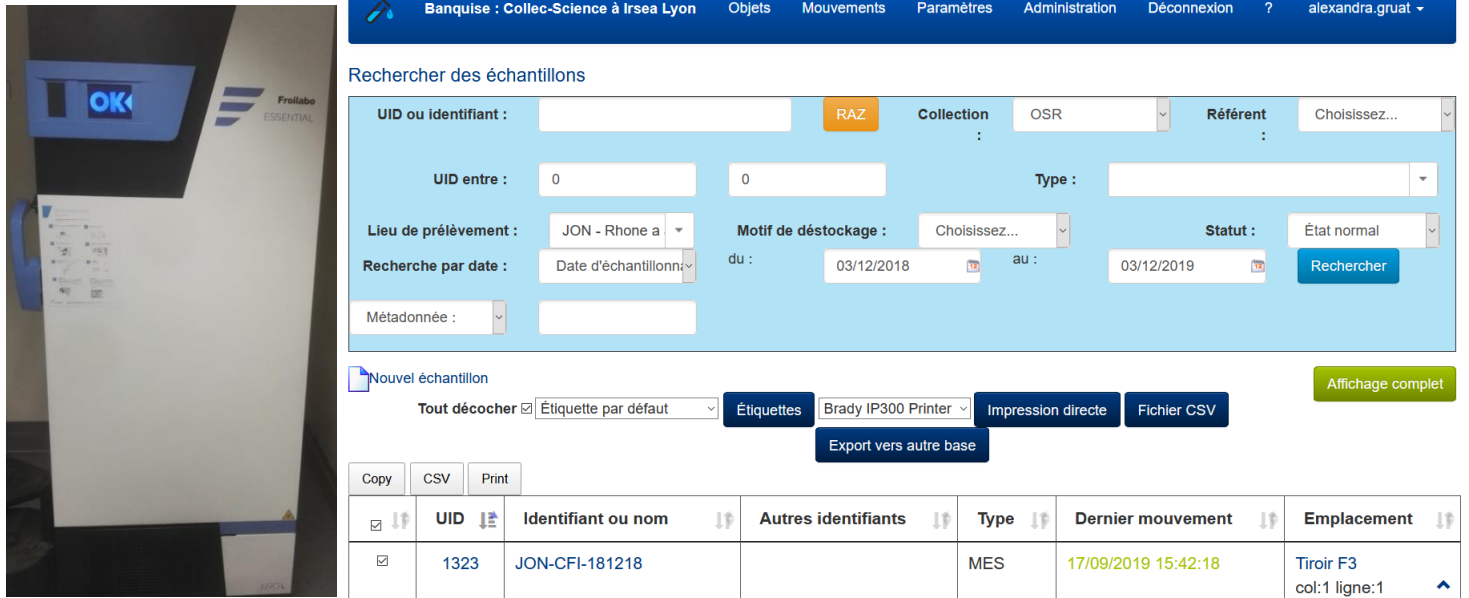 OK
Froilabo
ESSENTIAL
Banquise : Collec-Science à Irsea Lyon Objets Mouvements Paramètres Administration Déconnexion ? alexandra.gruat
Rechercher des échantillons
UID ou identifiant : RAZ Collection : OSR Référent : Choisissez...
UID entre : 0 0 Type :
Lieu de prélèvement : JON - Rhone a Motif de déstockage : Choisissez... Statut : État normal
Recherche par date : Date d'échantillonna du : 03/12/2018 au : 03/12/2019 Rechercher
Métadonnée :
Nouvel échantillon Affichage complet
Tout décocher Étiquette par défaut Étiquettes Brady IP300 Printer Impression directe Fichier CSV
Export vers autre base
Copy CSV Print
UID Identifiant ou nom Autres identifiants Type Dernier mouvement Emplacement
1323 JON-CFI-181218 MES 17/09/2019 15:42:18 Tiroir F3
col:1 ligne:1